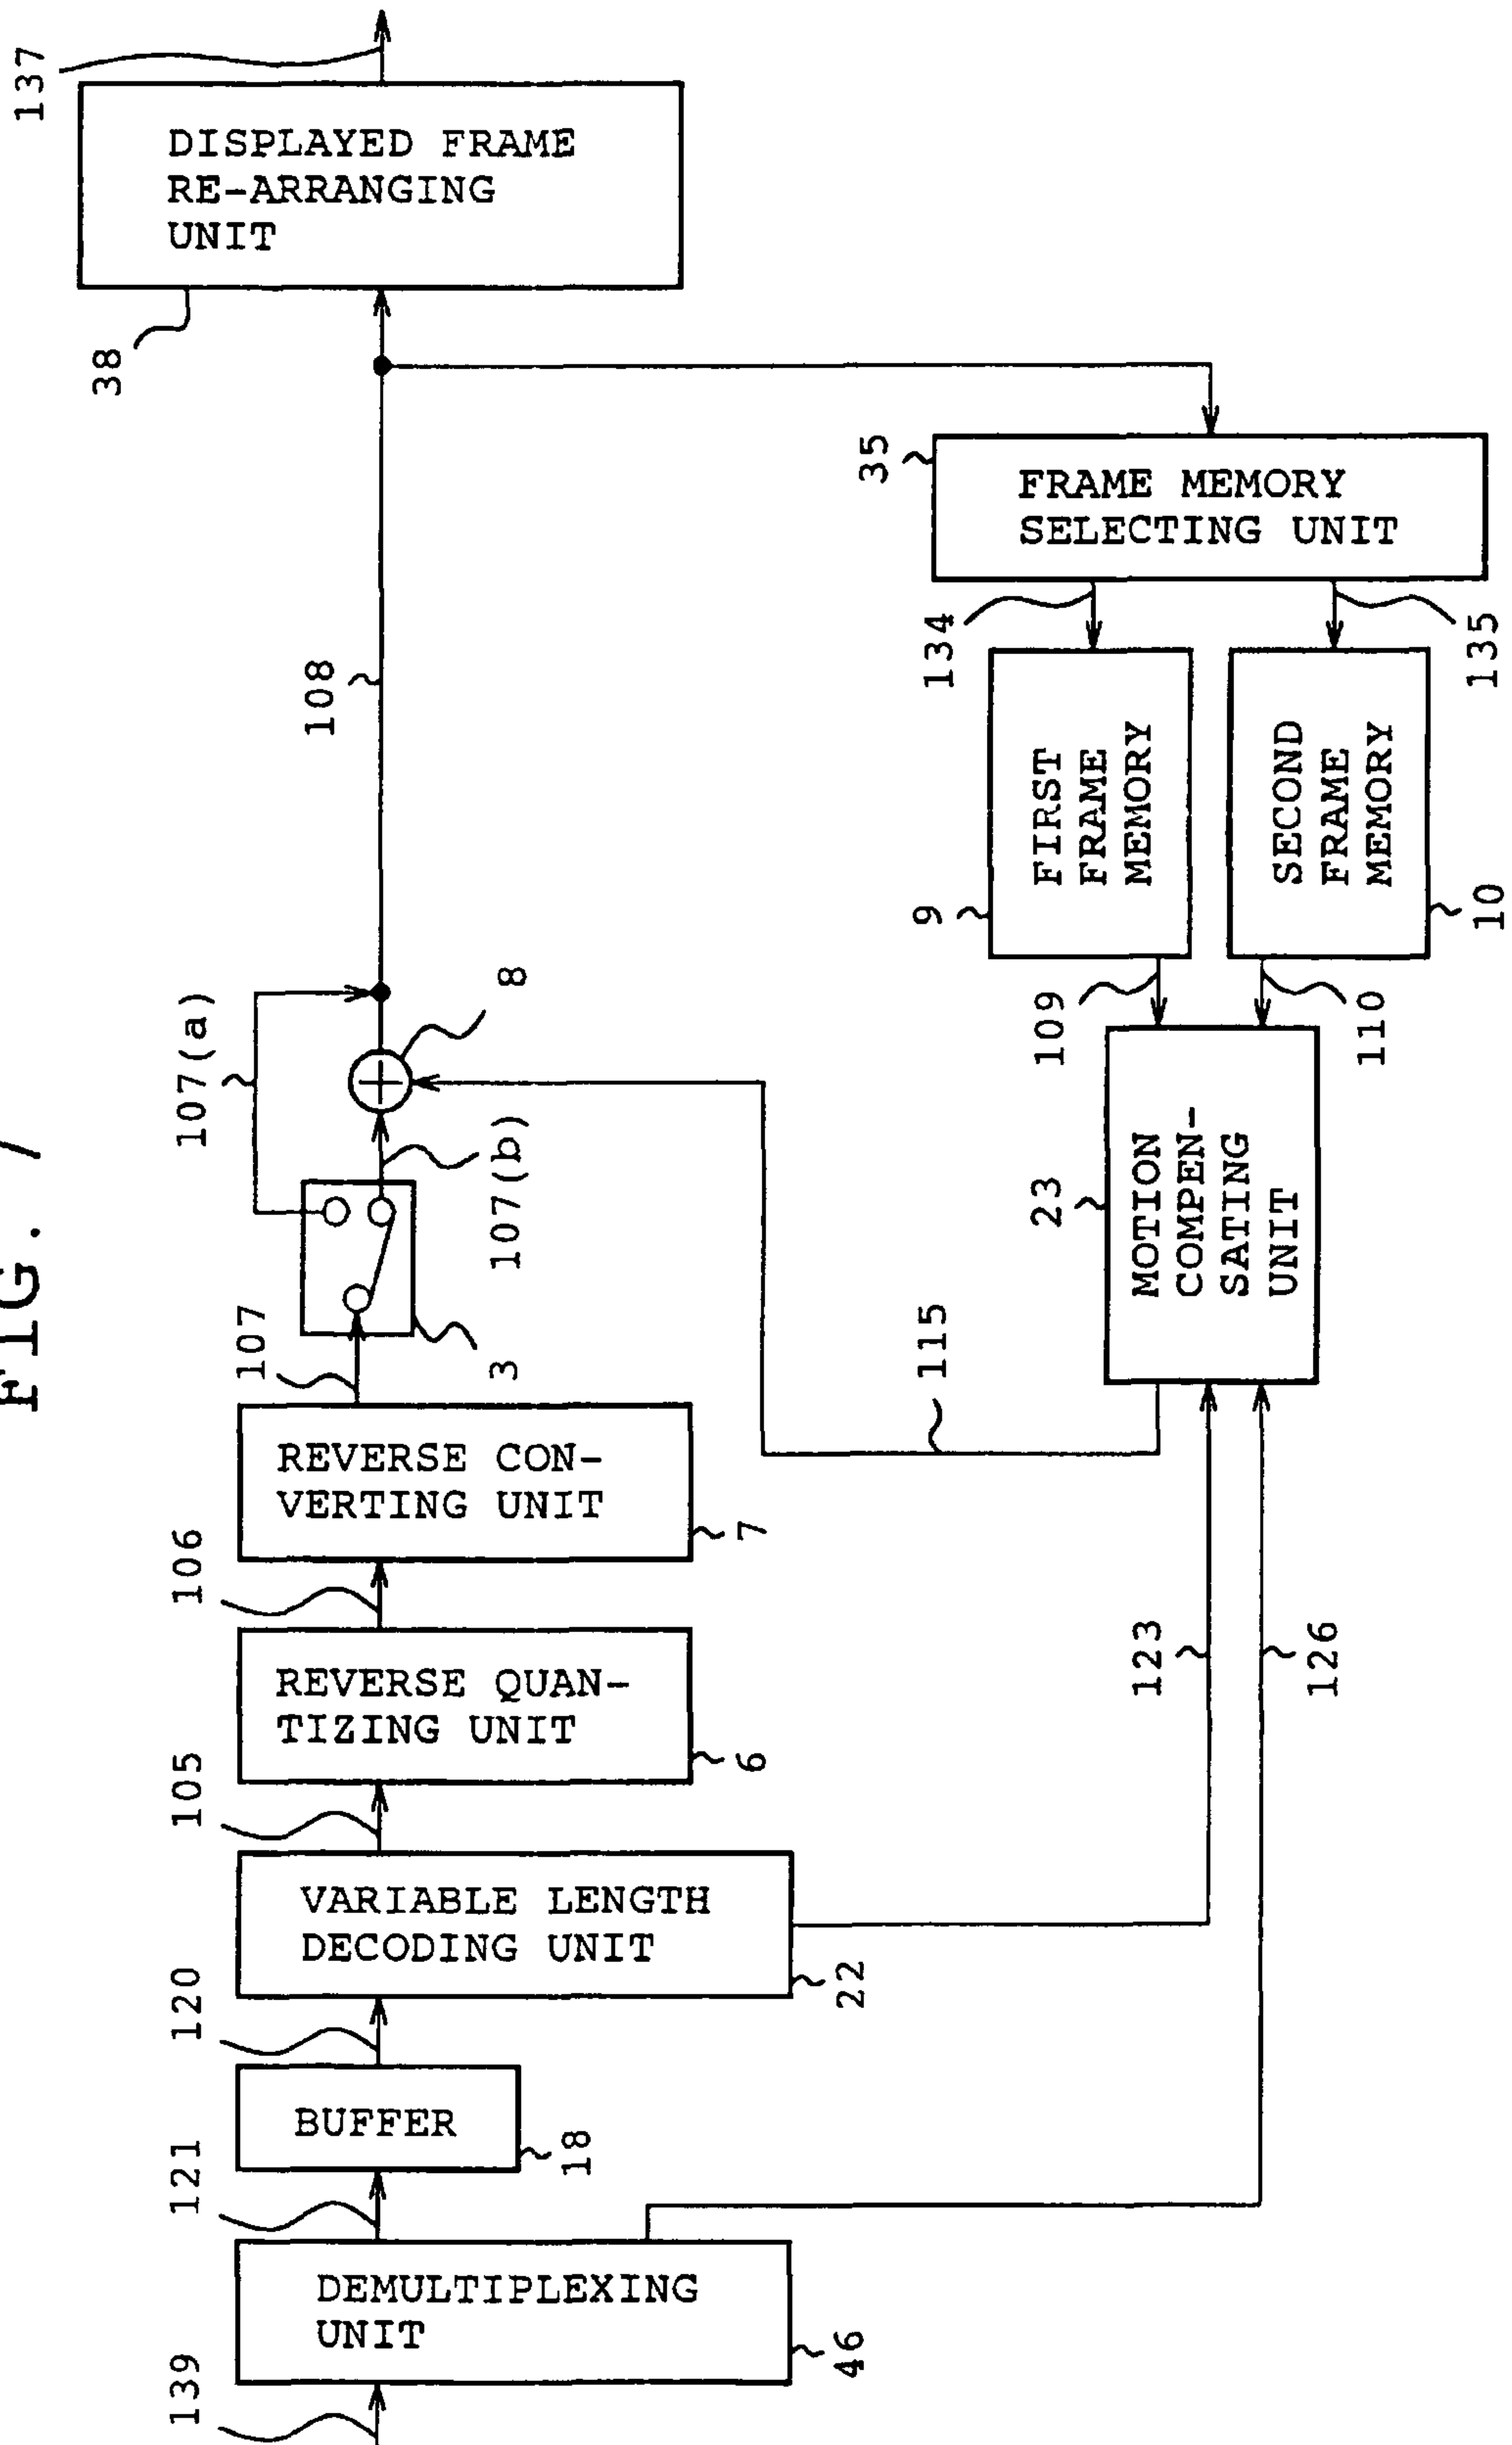 FIG. 7
137
DISPLAYED FRAME
RE-ARRANGING
UNIT
38
35
FRAME MEMORY
SELECTING UNIT
134
135
108
FIRST
FRAME
MEMORY
9
SECOND
FRAME
MEMORY
10
107(a)
8
109
110
107(b)
23
MOTION
COMPEN-
SATING
UNIT
107
3
115
REVERSE CON-
VERTING UNIT
7
106
REVERSE QUAN-
TIZING UNIT
6
123
126
105
VARIABLE LENGTH
DECODING UNIT
22
120
BUFFER
18
121
DEMULTIPLEXING
UNIT
46
139